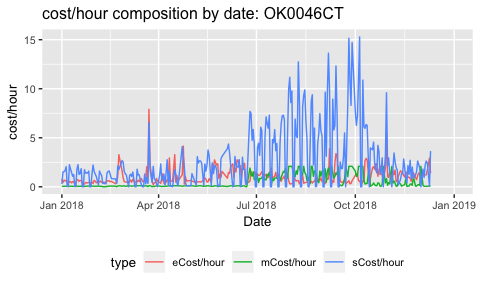 cost/hour composition by date: OK0046CT
15
10
5
0
cost/hour
Jan 2018 Apr 2018 Jul 2018 Oct 2018 Jan 2019
Date
type eCost/hour mCost/hour sCost/hour